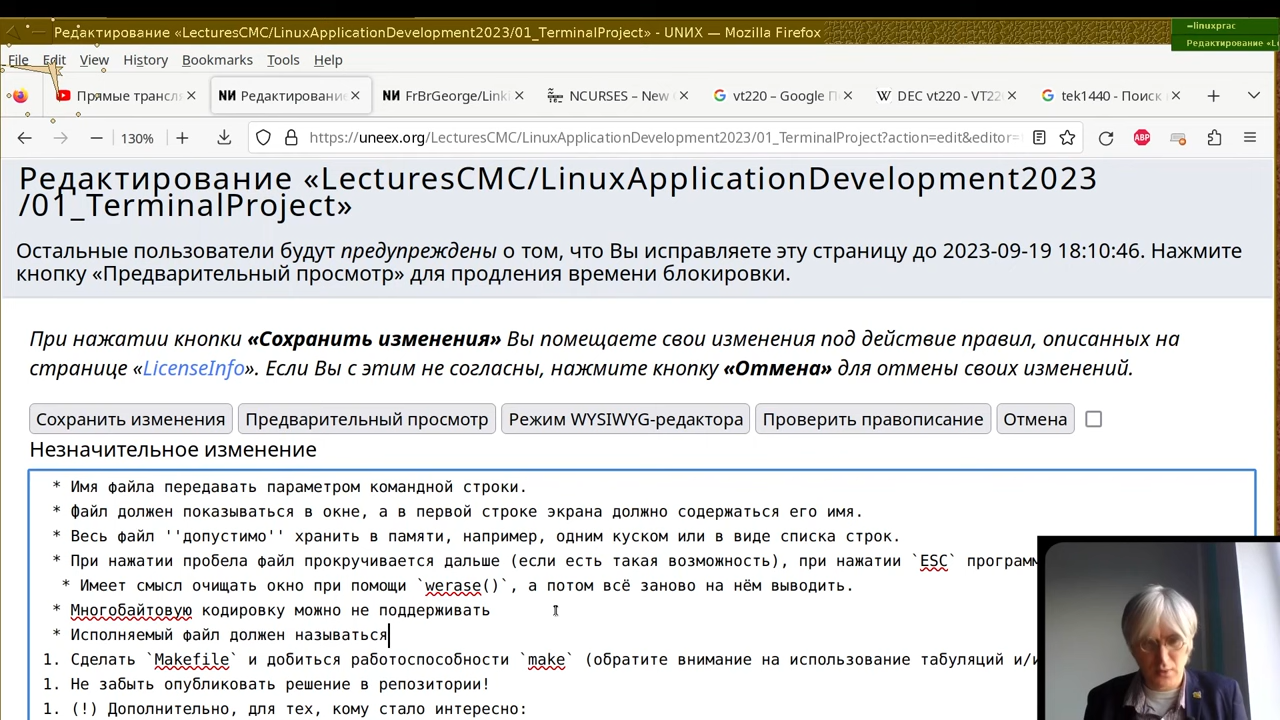 Редактирование «LecturesCMC/LinuxApplicationDevelopment2023/01_TerminalProject» - UNИX — Mozilla Firefox
linuxprac
Редактирование «Le
File Edit View History Bookmarks Tools Help
Прямые трансл
NИ Редактирование
NИ FrBrGeorge/Link
NCURSES – New
vt220 – Google П
DEC vt220 - VT22
tek1440 - Поиск
130%
https://uneex.org/LecturesCMC/LinuxApplicationDevelopment2023/01_TerminalProject?action=edit&editor=
ABP
Редактирование «LecturesCMC/LinuxApplicationDevelopment2023
/01_TerminalProject»
Остальные пользователи будут предупреждены о том, что Вы исправляете эту страницу до 2023-09-19 18:10:46. Нажмите
кнопку «Предварительный просмотр» для продления времени блокировки.
При нажатии кнопки «Сохранить изменения» Вы помещаете свои изменения под действие правил, описанных на
странице «LicenseInfo». Если Вы с этим не согласны, нажмите кнопку «Отмена» для отмены своих изменений.
Сохранить изменения Предварительный просмотр Режим WYSIWYG-редактора Проверить правописание Отмена
Незначительное изменение
* Имя файла передавать параметром командной строки.
* Файл должен показываться в окне, а в первой строке экрана должно содержаться его имя.
* Весь файл ''допустимо'' хранить в памяти, например, одним куском или в виде списка строк.
* При нажатии пробела файл прокручивается дальше (если есть такая возможность), при нажатии `ESC` програм
* Имеет смысл очищать окно при помощи `werase()`, а потом всё заново на нём выводить.
* Многобайтовую кодировку можно не поддерживать
* Исполняемый файл должен называться
1. Сделать `Makefile` и добиться работоспособности `make` (обратите внимание на использование табуляций и/и
1. Не забыть опубликовать решение в репозитории!
1. (!) Дополнительно, для тех, кому стало интересно: